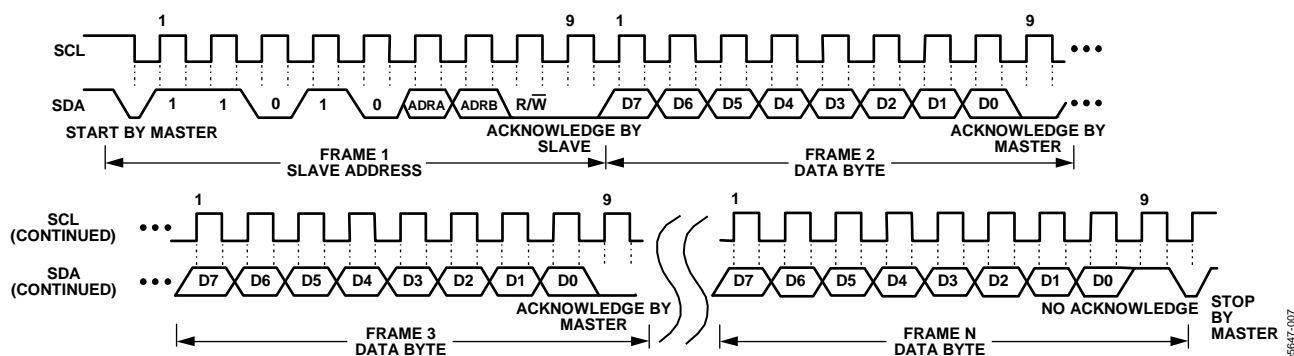 1 9 1 9
SCL
SDA 1 1 0 1 0 ADRA ADRB R/W̅ D7 D6 D5 D4 D3 D2 D1 D0
START BY MASTER
ACKNOWLEDGE BY
SLAVE
ACKNOWLEDGE BY
MASTER
FRAME 1
SLAVE ADDRESS
FRAME 2
DATA BYTE
1 9 1 9
SCL
(CONTINUED)
SDA
(CONTINUED)
D7 D6 D5 D4 D3 D2 D1 D0 D7 D6 D5 D4 D3 D2 D1 D0
ACKNOWLEDGE BY
MASTER
NO ACKNOWLEDGE
STOP
BY
MASTER
FRAME 3
DATA BYTE
FRAME N
DATA BYTE